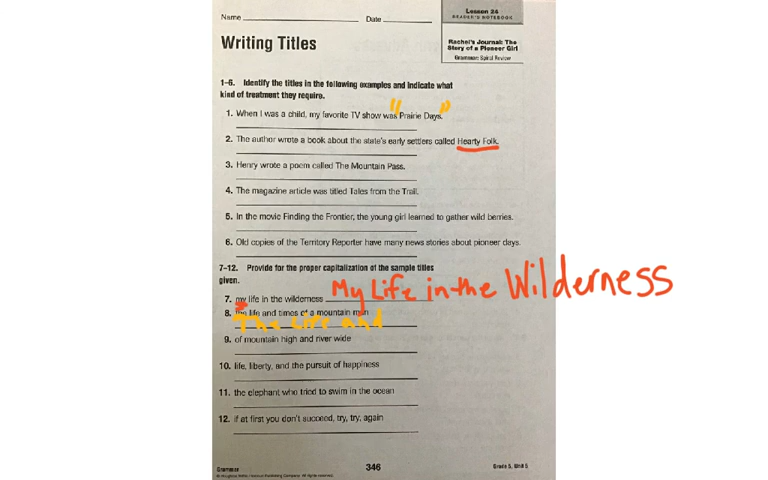 Name Date
Lesson 24
READER'S NOTEBOOK
Writing Titles
Rachel's Journal: The
Story of a Pioneer Girl
Grammar: Spiral Review
1–6. Identify the titles in the following examples and indicate what
kind of treatment they require.
1. When I was a child, my favorite TV show was "Prairie Days."
2. The author wrote a book about the state's early settlers called Hearty Folk.
3. Henry wrote a poem called The Mountain Pass.
4. The magazine article was titled Tales from the Trail.
5. In the movie Finding the Frontier, the young girl learned to gather wild berries.
6. Old copies of the Territory Reporter have many news stories about pioneer days.
7–12. Provide for the proper capitalization of the sample titles
given.
7. my life in the wilderness My Life in the Wilderness
8. the life and times of a mountain man
The Life and
9. of mountain high and river wide
10. life, liberty, and the pursuit of happiness
11. the elephant who tried to swim in the ocean
12. if at first you don't succeed, try, try, again
Grammar 346 Grade 5, Unit 5
© Houghton Mifflin Harcourt Publishing Company. All rights reserved.